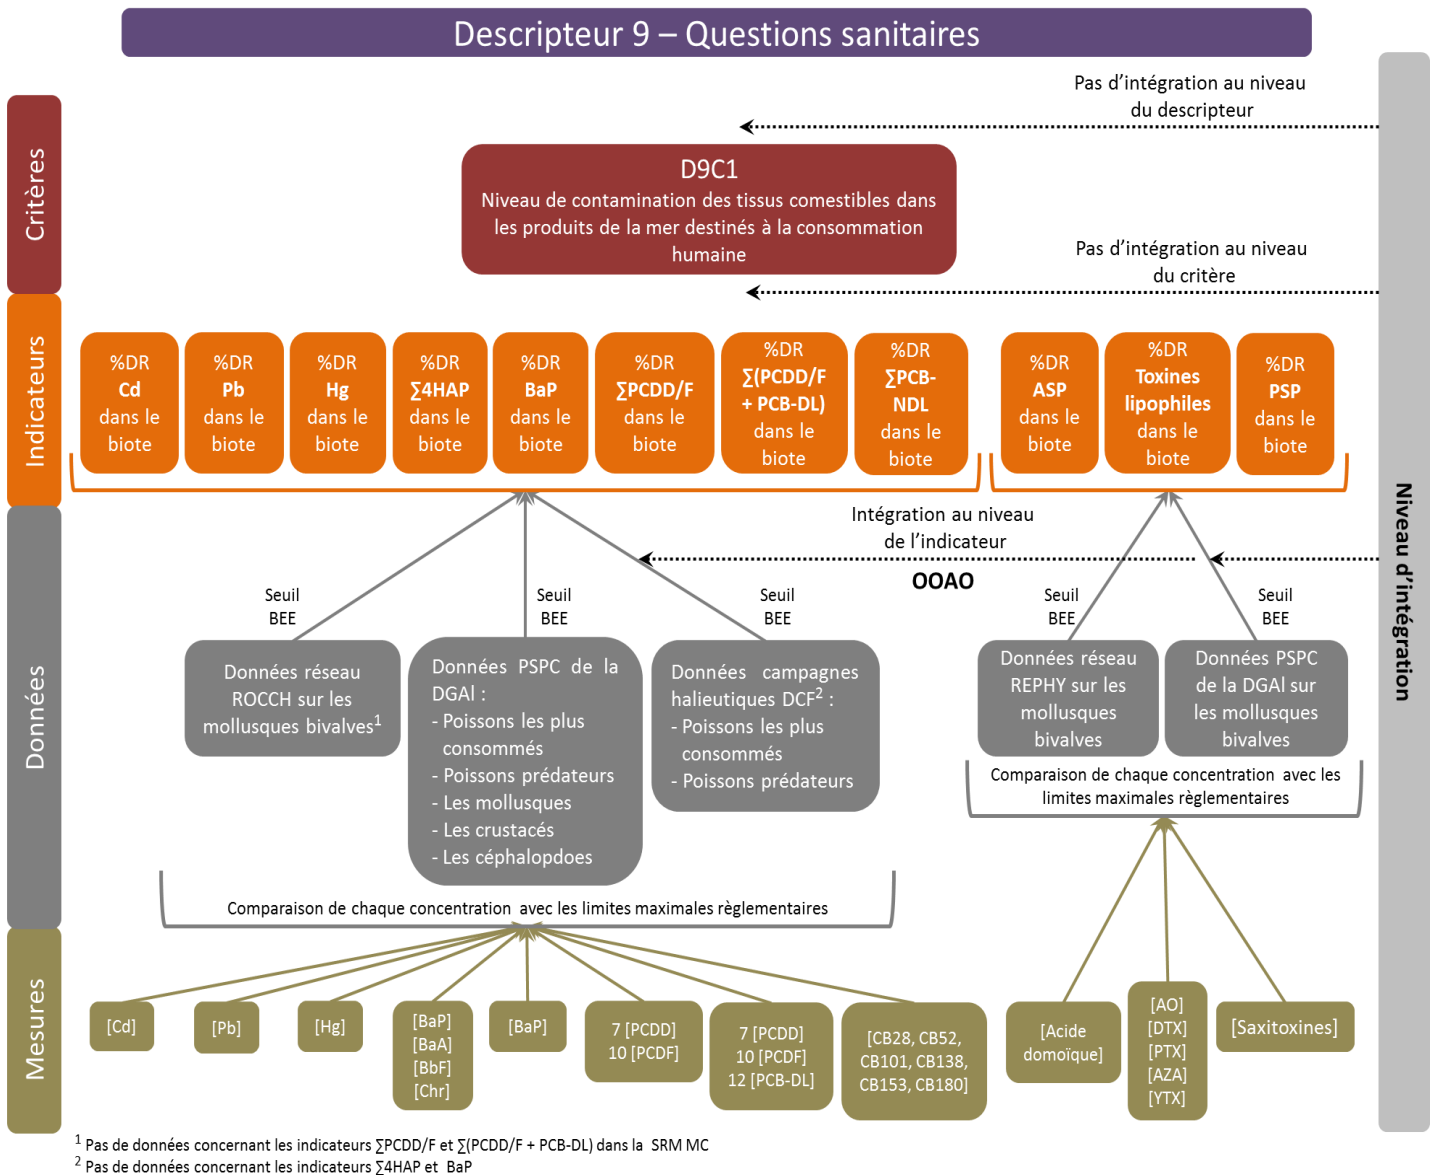 Descripteur 9 – Questions sanitaires
Pas d'intégration au niveau
du descripteur
Critères
D9C1
Niveau de contamination des tissus comestibles dans
les produits de la mer destinés à la consommation
humaine
Pas d'intégration au niveau
du critère
Indicateurs
%DR
Cd
dans le
biote
%DR
Pb
dans le
biote
%DR
Hg
dans le
biote
%DR
∑4HAP
dans le
biote
%DR
BaP
dans le
biote
%DR
∑PCDD/F
dans le
biote
%DR
∑(PCDD/F
+ PCB-DL)
dans le
biote
%DR
∑PCB-
NDL
dans le
biote
%DR
ASP
dans le
biote
%DR
Toxines
lipophiles
dans le
biote
%DR
PSP
dans le
biote
Niveau d'intégration
Intégration au niveau
de l'indicateur
OOAO
Données
Seuil
BEE
Seuil
BEE
Seuil
BEE
Seuil
BEE
Seuil
BEE
Données réseau
ROCCH sur les
mollusques bivalves1
Données PSPC de la
DGAl :
- Poissons les plus
consommés
- Poissons prédateurs
- Les mollusques
- Les crustacés
- Les céphalopdoes
Données campagnes
halieutiques DCF2 :
- Poissons les plus
consommés
- Poissons prédateurs
Données réseau
REPHY sur les
mollusques
bivalves
Données PSPC
de la DGAl sur
les mollusques
bivalves
Comparaison de chaque concentration avec les
limites maximales règlementaires
Comparaison de chaque concentration avec les limites maximales règlementaires
Mesures
[Cd]
[Pb]
[Hg]
[BaP]
[BaA]
[BbF]
[Chr]
[BaP]
7 [PCDD]
10 [PCDF]
7 [PCDD]
10 [PCDF]
12 [PCB-DL]
[CB28, CB52,
CB101, CB138,
CB153, CB180]
[Acide
domoïque]
[AO]
[DTX]
[PTX]
[AZA]
[YTX]
[Saxitoxines]
1 Pas de données concernant les indicateurs ∑PCDD/F et ∑(PCDD/F + PCB-DL) dans la SRM MC
2 Pas de données concernant les indicateurs ∑4HAP et BaP